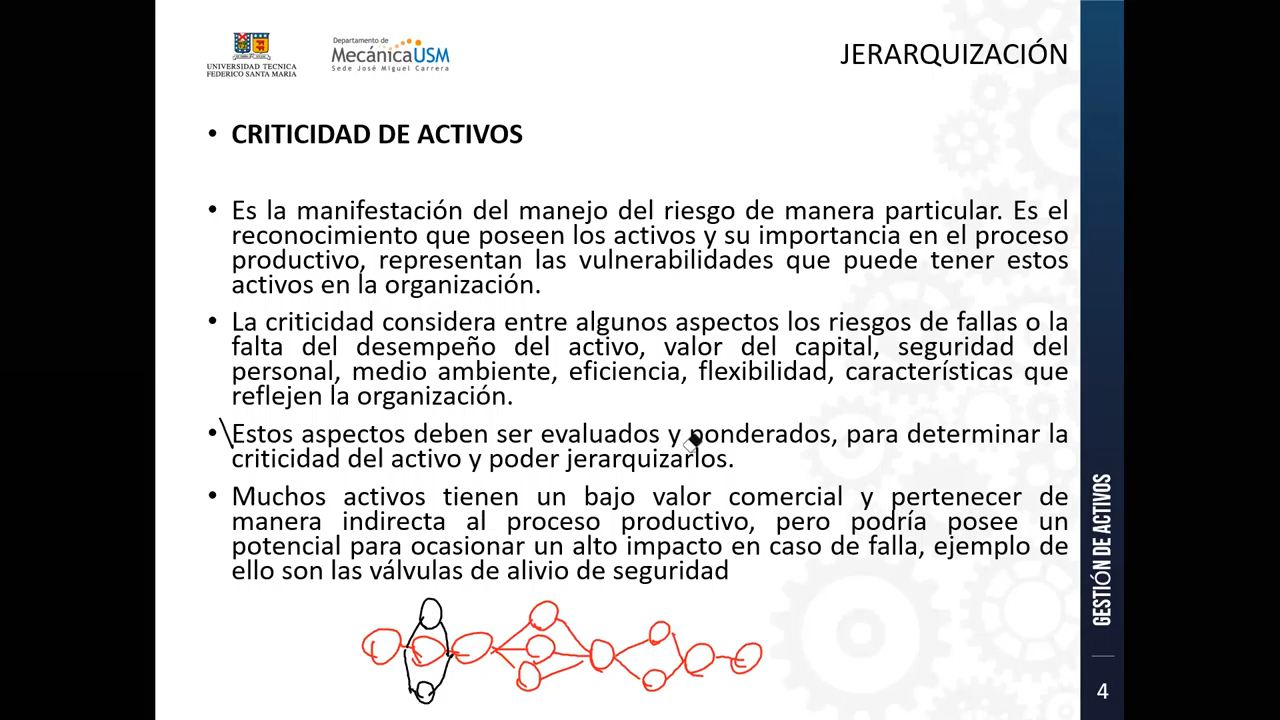 UNIVERSIDAD TECNICA
FEDERICO SANTA MARIA
Departamento de
MecánicaUSM
Sede José Miguel Carrera
JERARQUIZACIÓN
• CRITICIDAD DE ACTIVOS
• Es la manifestación del manejo del riesgo de manera particular. Es el
reconocimiento que poseen los activos y su importancia en el proceso
productivo, representan las vulnerabilidades que puede tener estos
activos en la organización.
• La criticidad considera entre algunos aspectos los riesgos de fallas o la
falta del desempeño del activo, valor del capital, seguridad del
personal, medio ambiente, eficiencia, flexibilidad, características que
reflejen la organización.
• Estos aspectos deben ser evaluados y ponderados, para determinar la
criticidad del activo y poder jerarquizarlos.
• Muchos activos tienen un bajo valor comercial y pertenecer de
manera indirecta al proceso productivo, pero podría posee un
potencial para ocasionar un alto impacto en caso de falla, ejemplo de
ello son las válvulas de alivio de seguridad
GESTIÓN DE ACTIVOS
4